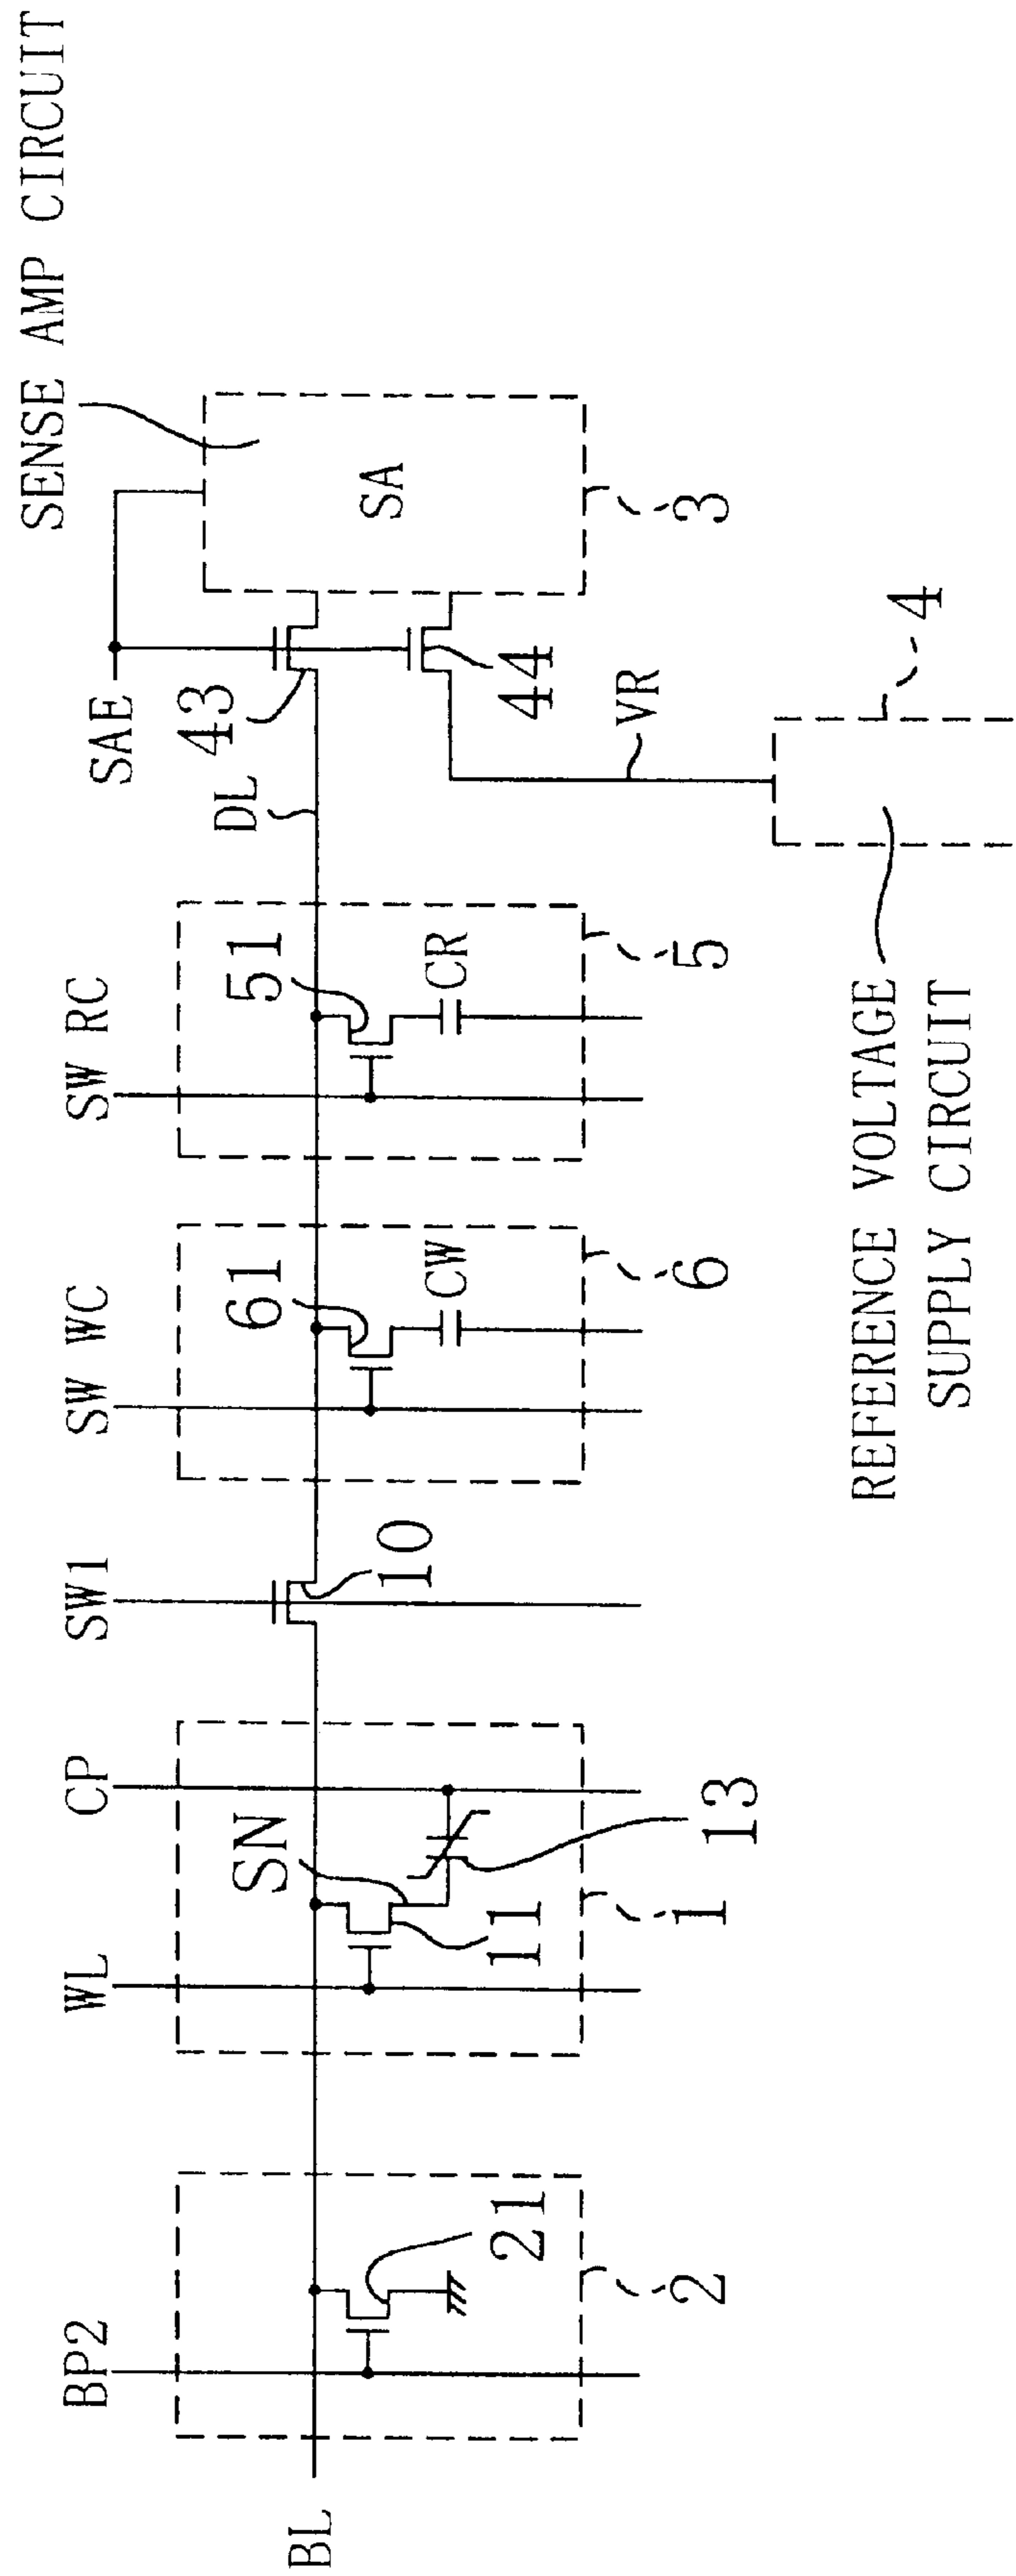 SENSE AMP CIRCUIT
SAE
SW RC
SW WC
SW1
CP
WL
BP2
SA
43
DL
51
61
SN
BL
44
CR
CW
10
11
13
21
3
VR
5
6
1
2
4
REFERENCE VOLTAGE
SUPPLY CIRCUIT